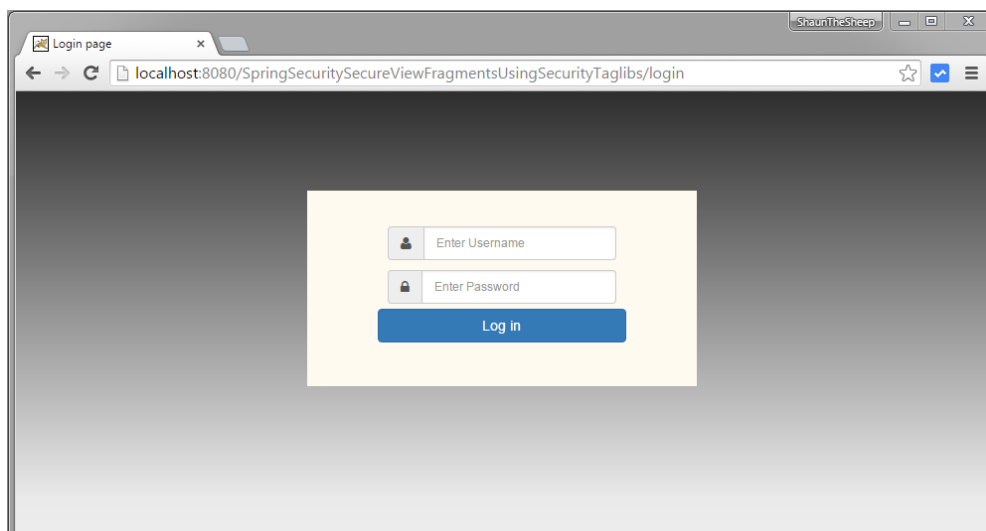 ShaunTheSheep
Login page
localhost:8080/SpringSecuritySecureViewFragmentsUsingSecurityTaglibs/login
Enter Username
Enter Password
Log in